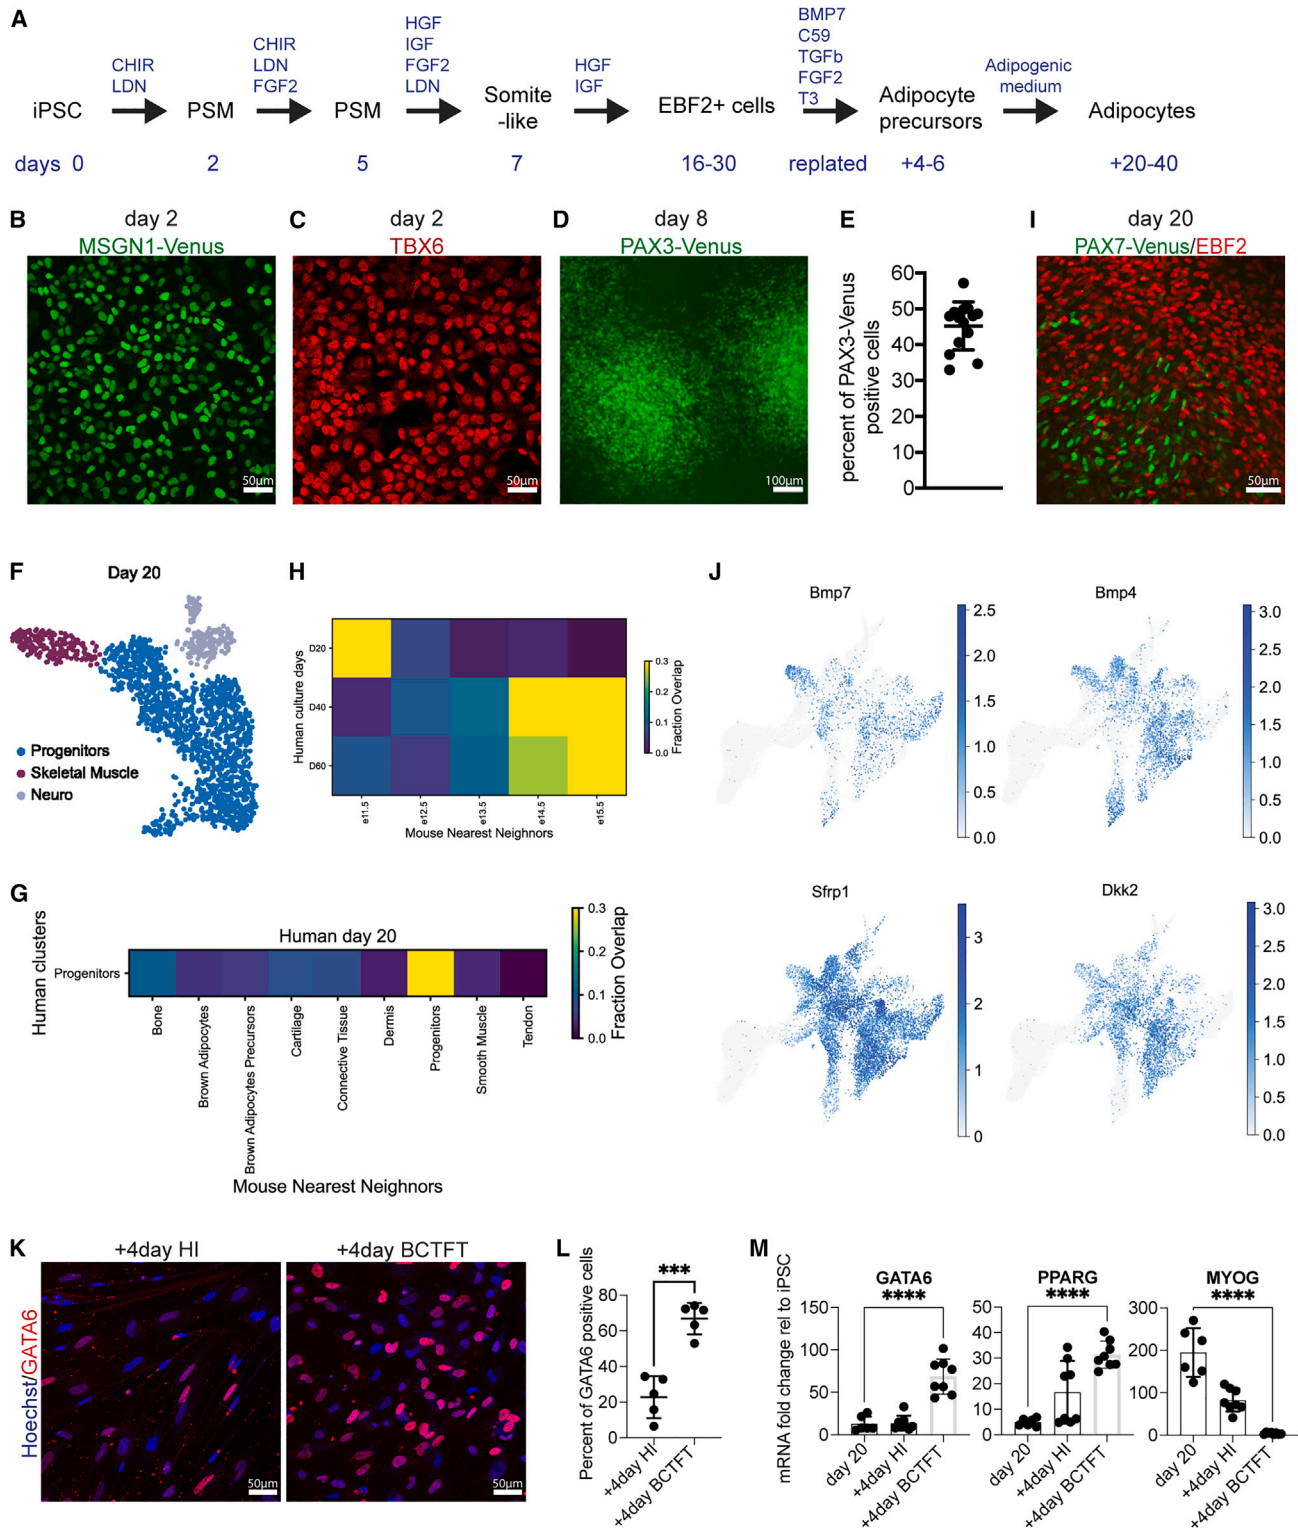 A
iPSC
CHIR
LDN
PSM
CHIR
LDN
FGF2
PSM
HGF
IGF
FGF2
LDN
Somite
-like
HGF
IGF
EBF2+ cells
BMP7
C59
TGFb
FGF2
T3
Adipocyte
precursors
Adipogenic
medium
Adipocytes
days 0 2 5 7 16-30 replated +4-6 +20-40
B
day 2
MSGN1-Venus
50µm
C
day 2
TBX6
50µm
D
day 8
PAX3-Venus
100µm
E
percent of PAX3-Venus
positive cells
60
50
40
30
20
10
0
I
day 20
PAX7-Venus/EBF2
50µm
F
Day 20
Progenitors
Skeletal Muscle
Neuro
H
Human culture days
D20
D40
D60
e11.5
e12.5
e13.5
e14.5
e15.5
Mouse Nearest Neighnors
0.3
0.2
0.1
0.0
Fraction Overlap
G
Human clusters
Human day 20
Progenitors
Bone
Brown Adipocytes
Brown Adipocytes Precursors
Cartilage
Connective Tissue
Dermis
Progenitors
Smooth Muscle
Tendon
Mouse Nearest Neighnors
0.3
0.2
0.1
0.0
Fraction Overlap
J
Bmp7
2.5
2.0
1.5
1.0
0.5
0.0
Bmp4
3.0
2.5
2.0
1.5
1.0
0.5
0.0
Sfrp1
3
2
1
0
Dkk2
3.0
2.5
2.0
1.5
1.0
0.5
0.0
K
Hoechst/GATA6
+4day HI
50µm
+4day BCTFT
50µm
L
Percent of GATA6 positive cells
***
80
60
40
20
0
+4day HI
+4day BCTFT
M
mRNA fold change rel to iPSC
GATA6
****
150
100
50
0
day 20
+4day HI
+4day BCTFT
PPARG
****
50
40
30
20
10
0
day 20
+4day HI
+4day BCTFT
MYOG
****
300
200
100
0
day 20
+4day HI
+4day BCTFT